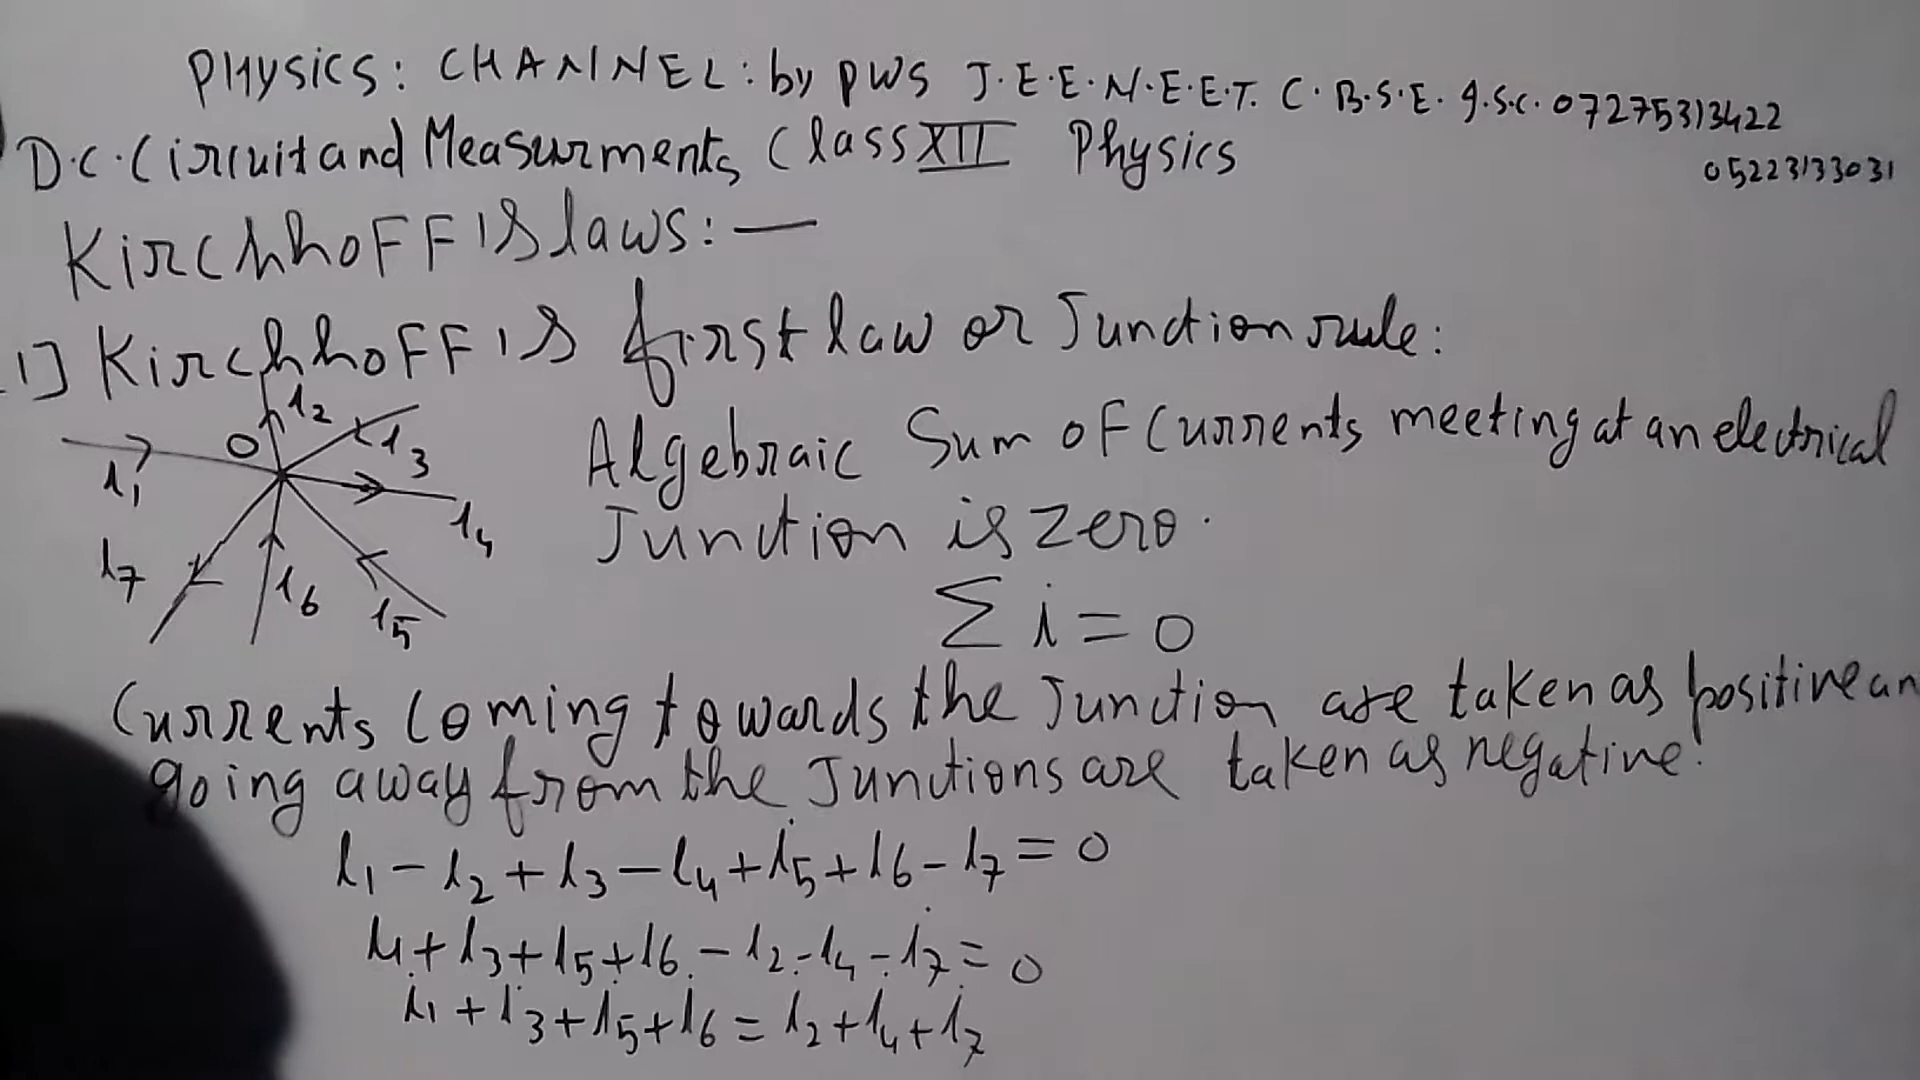 PHysics: CHANNEL: by PWS J.E.E.N.E.E.T. C.B.S.E. I.S.C. 07275313422
05223133031
D.C. Circuit and Measurments Class XII Physics
KirchhoFF's laws:—
1] KirchhoFF's first law or Junction rule:
i1 O i2 i3 i4 i5 i6 i7
Algebraic Sum of Currents meeting at an electrical
Junction is zero.
∑ i = 0
Currents Coming towards the Junction are taken as positive an
going away from the Junctions are taken as negative.
i1 - i2 + i3 - i4 + i5 + i6 - i7 = 0
i1 + i3 + i5 + i6 - i2 - i4 - i7 = 0
i1 + i3 + i5 + i6 = i2 + i4 + i7